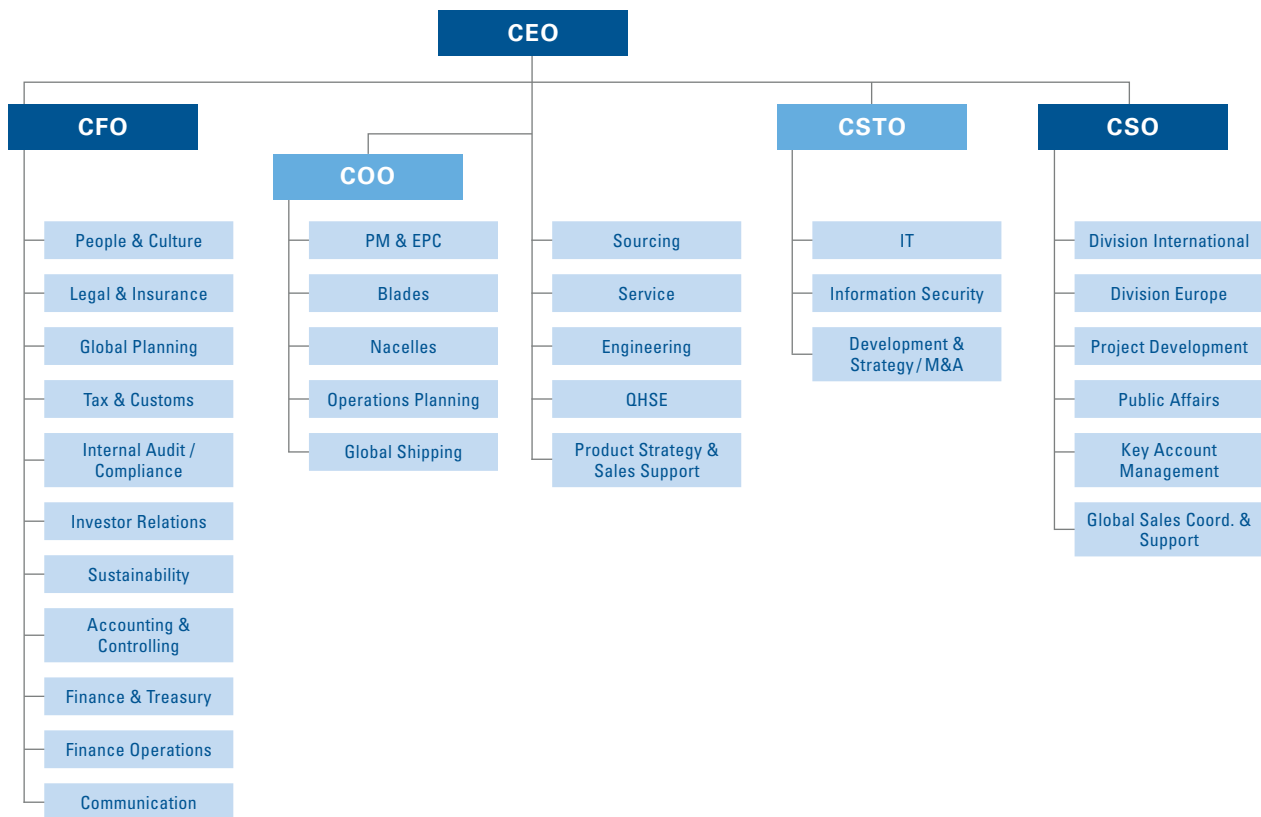 CEO
CFO
COO
CSTO
CSO
People & Culture
Legal & Insurance
Global Planning
Tax & Customs
Internal Audit /
Compliance
Investor Relations
Sustainability
Accounting &
Controlling
Finance & Treasury
Finance Operations
Communication
PM & EPC
Blades
Nacelles
Operations Planning
Global Shipping
Sourcing
Service
Engineering
QHSE
Product Strategy &
Sales Support
IT
Information Security
Development &
Strategy / M&A
Division International
Division Europe
Project Development
Public Affairs
Key Account
Management
Global Sales Coord. &
Support